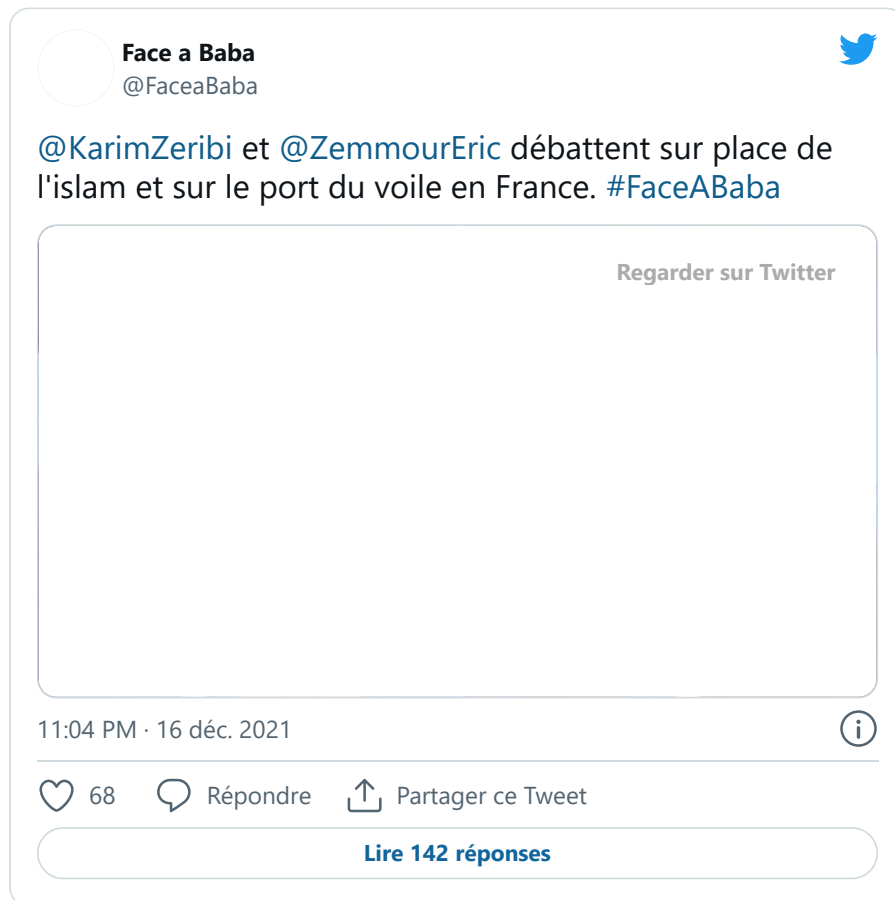 Face a Baba
@FaceaBaba
@KarimZeribi et @ZemmourEric débattent sur place de
l'islam et sur le port du voile en France. #FaceABaba
Regarder sur Twitter
11:04 PM · 16 déc. 2021
68 Répondre Partager ce Tweet
Lire 142 réponses